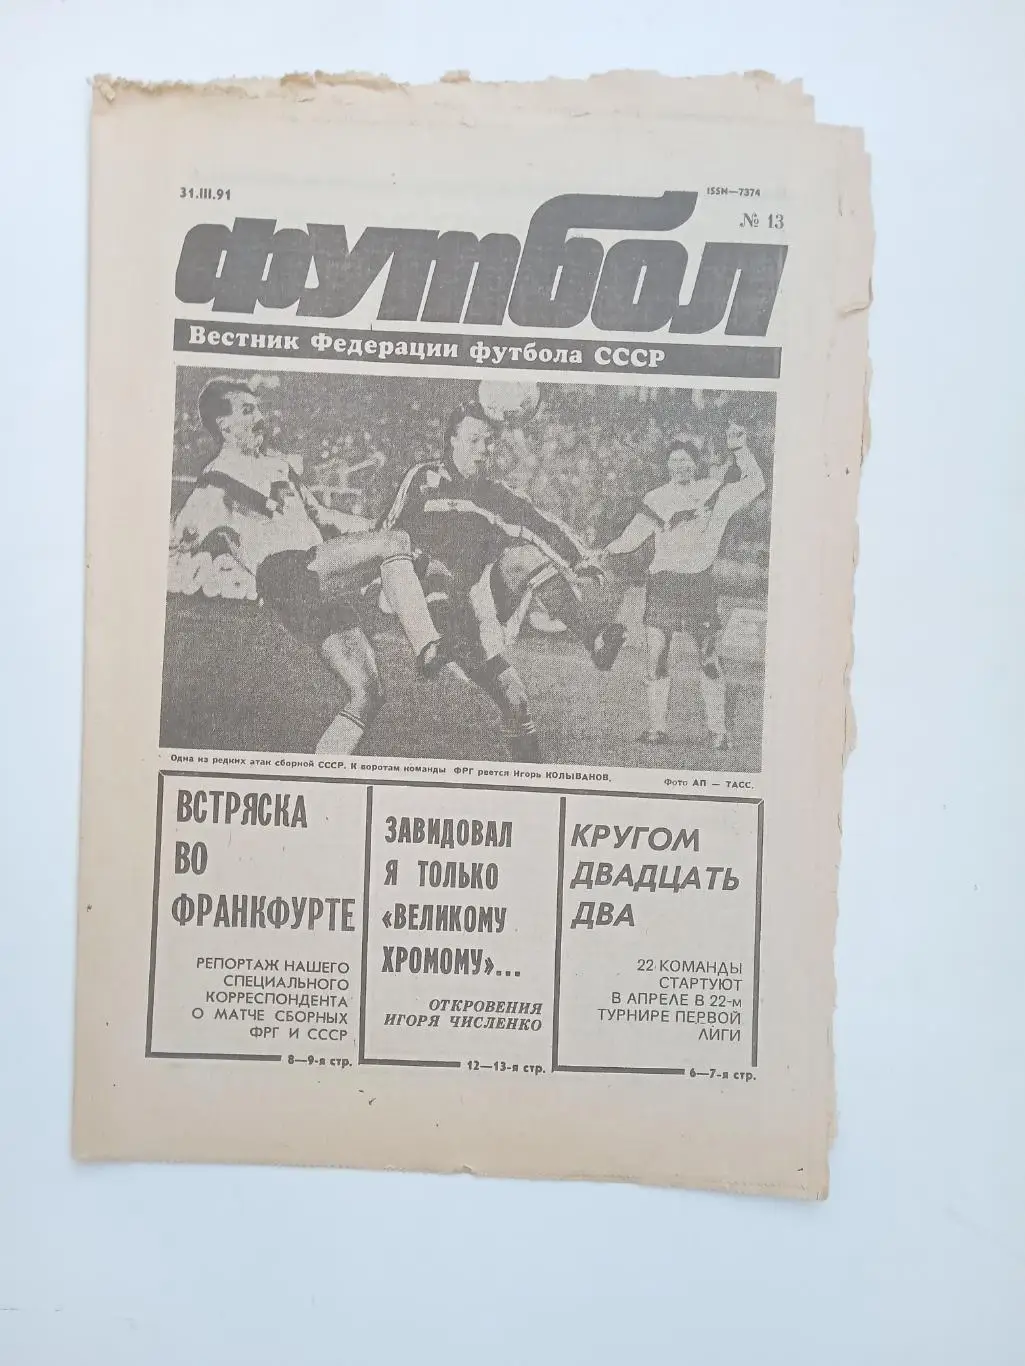 31.III.91
ISSN—7374
№ 13
футбол
Вестник Федерации футбола СССР
Одна из редких атак сборной СССР. К воротам команды ФРГ рвется Игорь КОЛЫВАНОВ.
Фото АП — ТАСС.
ВСТРЯСКА
ВО
ФРАНКФУРТЕ
РЕПОРТАЖ НАШЕГО
СПЕЦИАЛЬНОГО
КОРРЕСПОНДЕНТА
О МАТЧЕ СБОРНЫХ
ФРГ И СССР
8—9-я стр.
ЗАВИДОВАЛ
Я ТОЛЬКО
«ВЕЛИКОМУ
ХРОМОМУ»...
ОТКРОВЕНИЯ
ИГОРЯ ЧИСЛЕНКО
12—13-я стр.
КРУГОМ
ДВАДЦАТЬ
ДВА
22 КОМАНДЫ
СТАРТУЮТ
В АПРЕЛЕ В 22-м
ТУРНИРЕ ПЕРВОЙ
ЛИГИ
6—7-я стр.